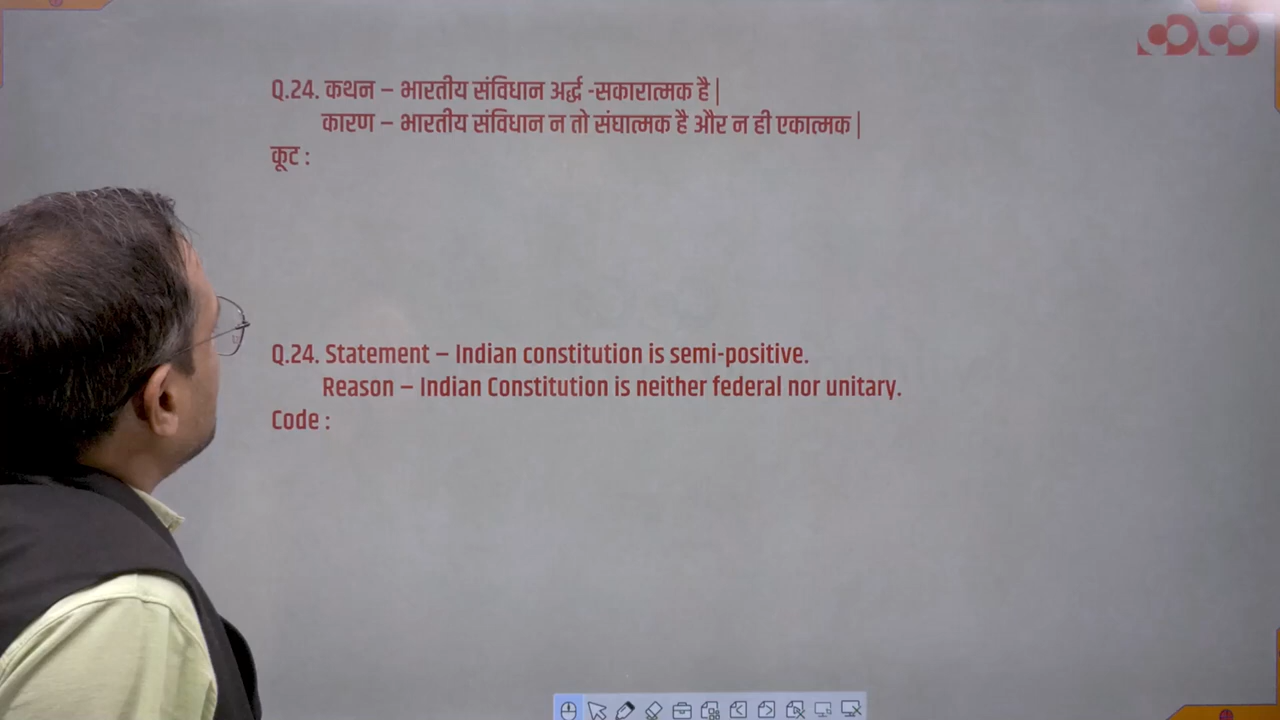 Q.24. कथन – भारतीय संविधान अर्द्ध -सकारात्मक है |
कारण – भारतीय संविधान न तो संघात्मक है और न ही एकात्मक |
कूट :
Q.24. Statement – Indian constitution is semi-positive.
Reason – Indian Constitution is neither federal nor unitary.
Code :